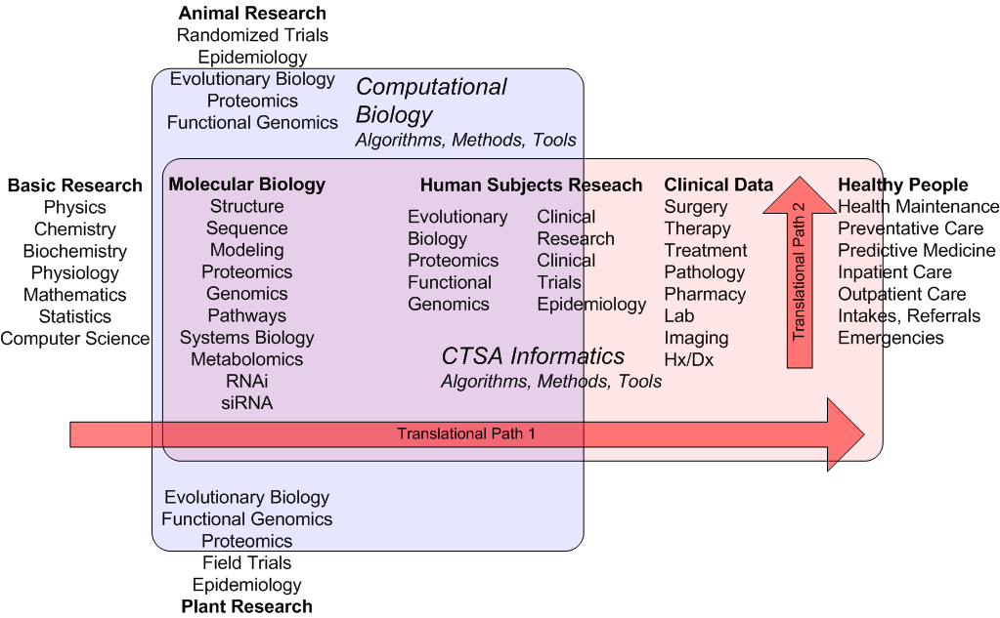 Animal Research
Randomized Trials
Epidemiology
Evolutionary Biology
Proteomics
Functional Genomics
Computational
Biology
Algorithms, Methods, Tools
Basic Research
Physics
Chemistry
Biochemistry
Physiology
Mathematics
Statistics
Computer Science
Molecular Biology
Structure
Sequence
Modeling
Proteomics
Genomics
Pathways
Systems Biology
Metabolomics
RNAi
siRNA
Human Subjects Reseach
Evolutionary
Biology
Proteomics
Functional
Genomics
Clinical
Research
Clinical
Trials
Epidemiology
CTSA Informatics
Algorithms, Methods, Tools
Clinical Data
Surgery
Therapy
Treatment
Pathology
Pharmacy
Lab
Imaging
Hx/Dx
Translational Path 2
Healthy People
Health Maintenance
Preventative Care
Predictive Medicine
Inpatient Care
Outpatient Care
Intakes, Referrals
Emergencies
Translational Path 1
Evolutionary Biology
Functional Genomics
Proteomics
Field Trials
Epidemiology
Plant Research